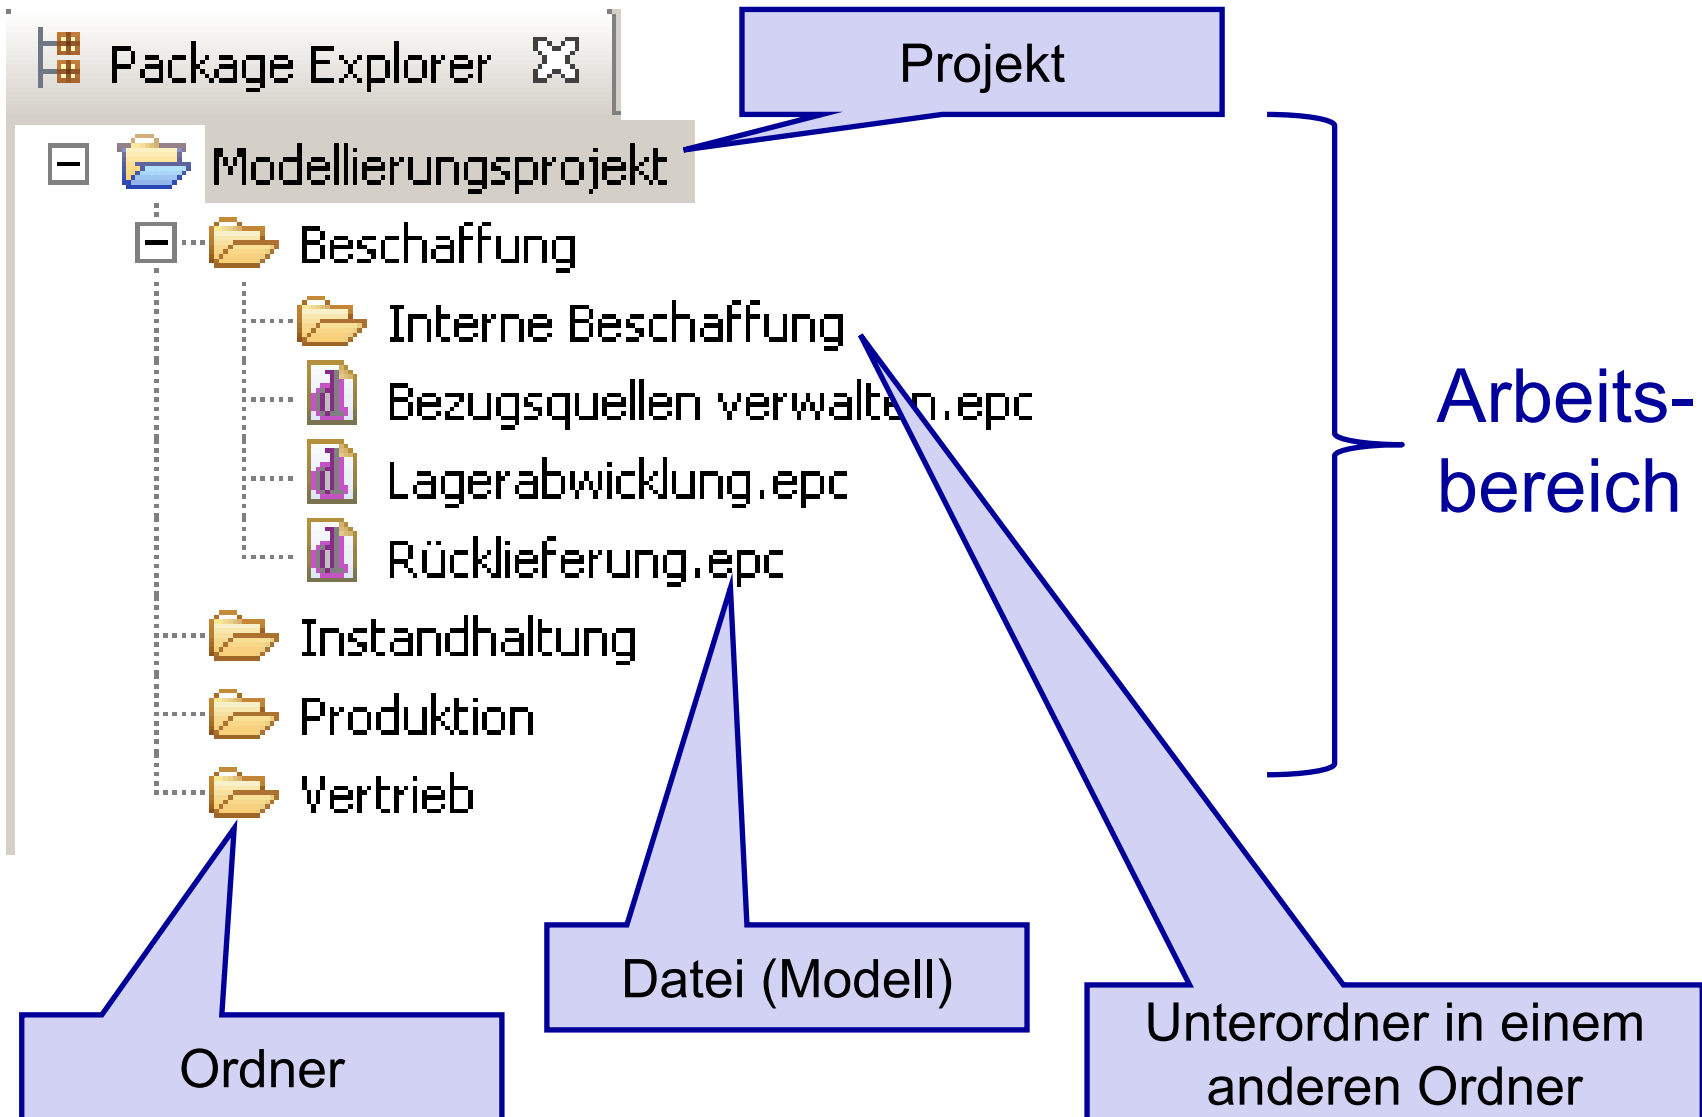 Package Explorer
Projekt
Modellierungsprojekt
Beschaffung
Interne Beschaffung
Bezugsquellen verwalten.epc
Lagerabwicklung.epc
Rücklieferung.epc
Instandhaltung
Produktion
Vertrieb
Arbeits-
bereich
Datei (Modell)
Ordner
Unterordner in einem
anderen Ordner